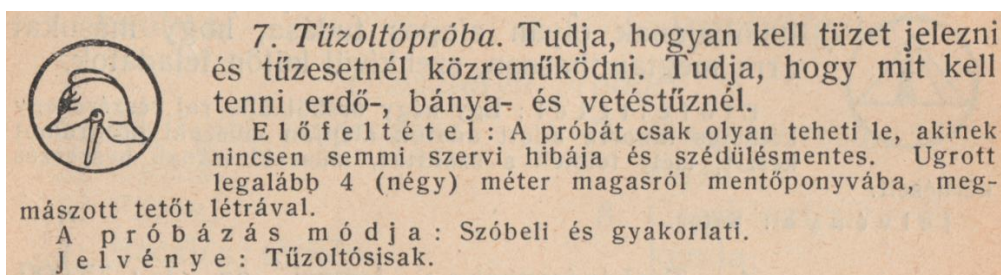 7. Tűzoltópróba. Tudja, hogyan kell tüzet jelezni
és tűzesetnél közreműködni. Tudja, hogy mit kell
tenni erdő-, bánya- és vetéstűznél.
Előfeltétel: A próbát csak olyan teheti le, akinek
nincsen semmi szervi hibája és szédülésmentes. Ugrott
legalább 4 (négy) méter magasról mentőponyvába, meg-
mászott tetőt létrával.
A próbázás módja: Szóbeli és gyakorlati.
Jelvénye: Tűzoltósisak.